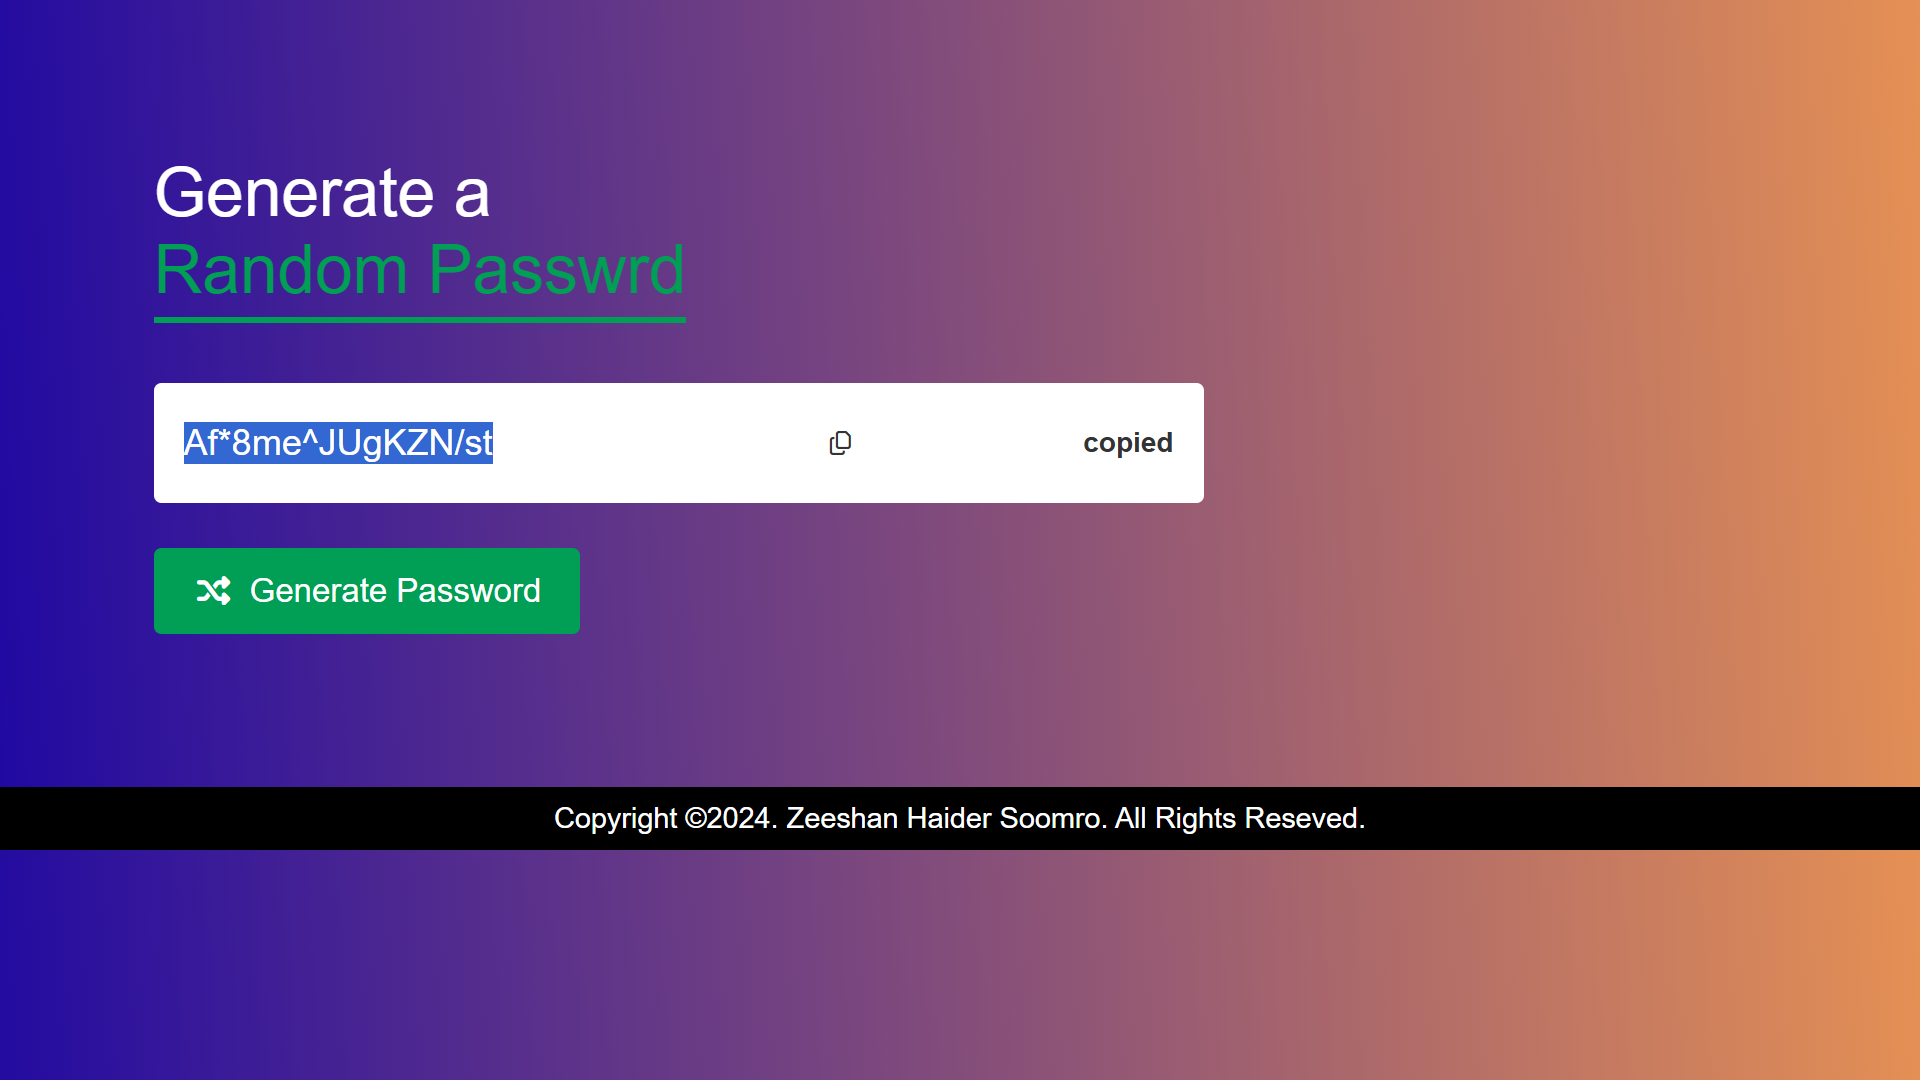 Generate a
Random Passwrd
Af*8me^JUgKZN/st
copied
Generate Password
Copyright ©2024. Zeeshan Haider Soomro. All Rights Reseved.